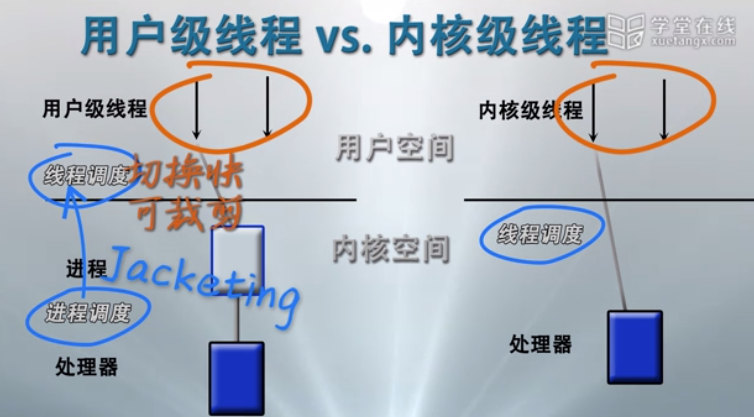 用户级线程 vs. 内核级线程
学堂在线
xuetangx.com
用户级线程
内核级线程
用户空间
线程调度
切换快
可裁剪
内核空间
线程调度
进程
Jacketing
进程调度
处理器
处理器